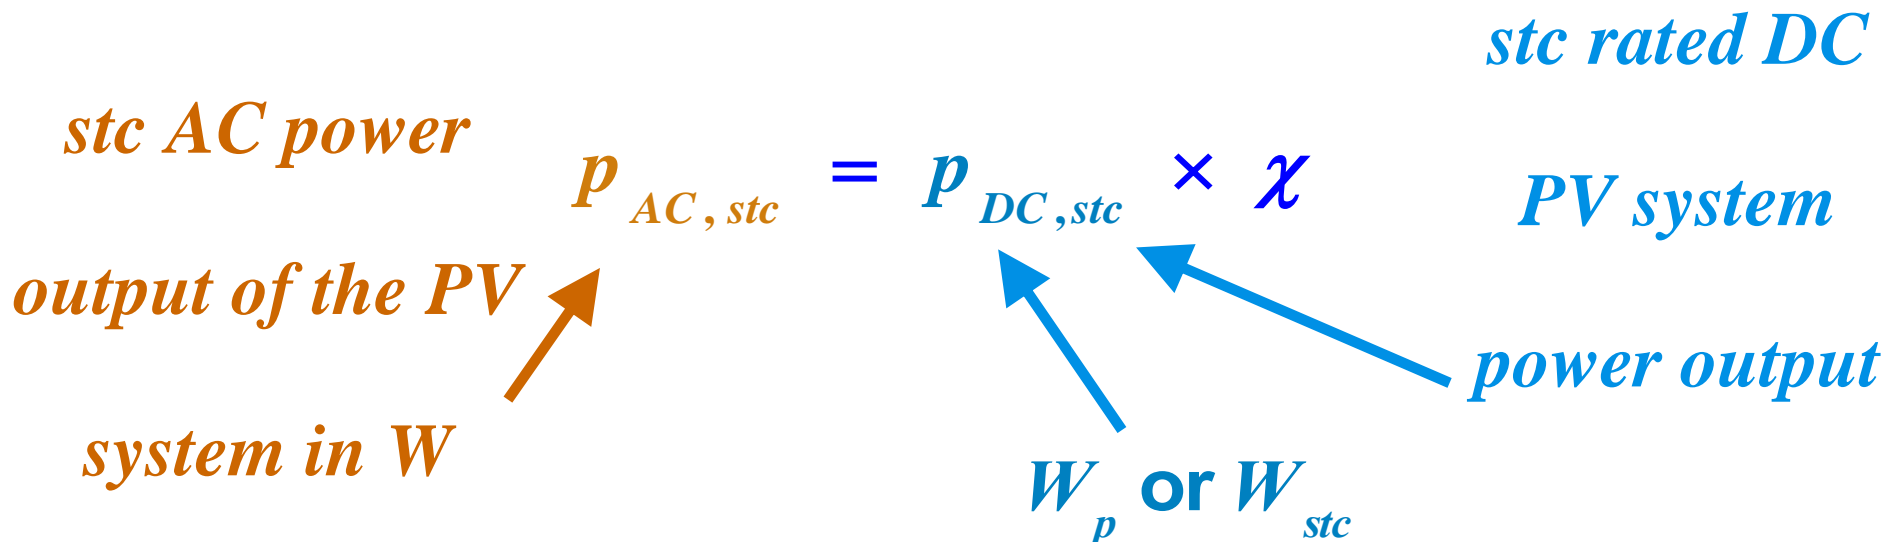 stc AC power
output of the PV
system in W
p AC, stc = p DC,stc × χ
W p or W stc
stc rated DC
PV system
power output